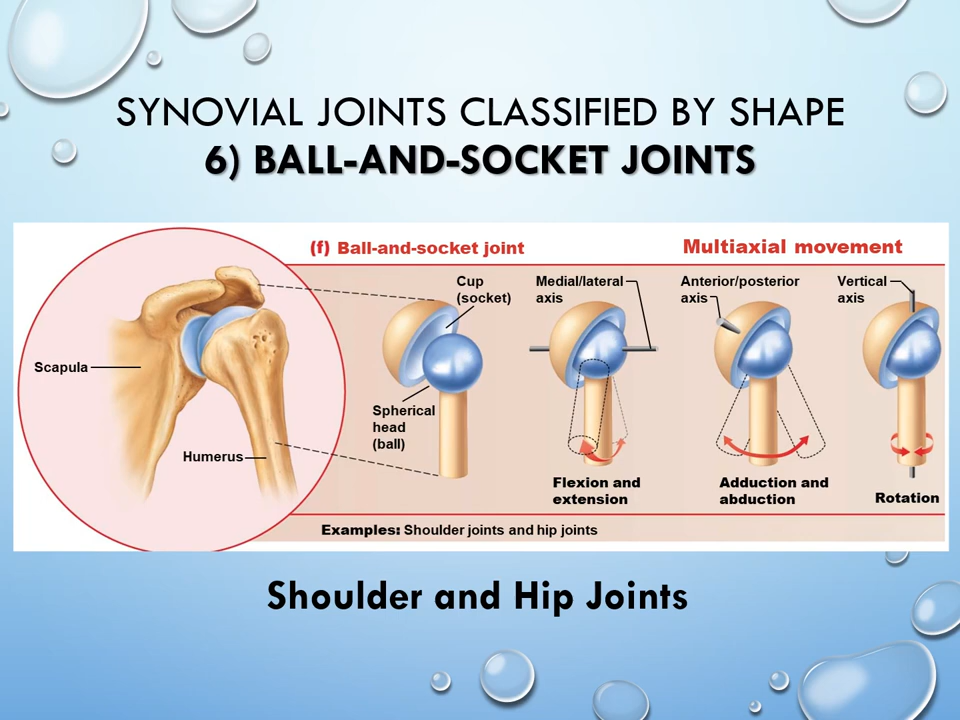 SYNOVIAL JOINTS CLASSIFIED BY SHAPE
6) BALL-AND-SOCKET JOINTS
(f) Ball-and-socket joint
Multiaxial movement
Scapula
Humerus
Cup
(socket)
Spherical
head
(ball)
Medial/lateral
axis
Flexion and
extension
Anterior/posterior
axis
Adduction and
abduction
Vertical
axis
Rotation
Examples: Shoulder joints and hip joints
Shoulder and Hip Joints